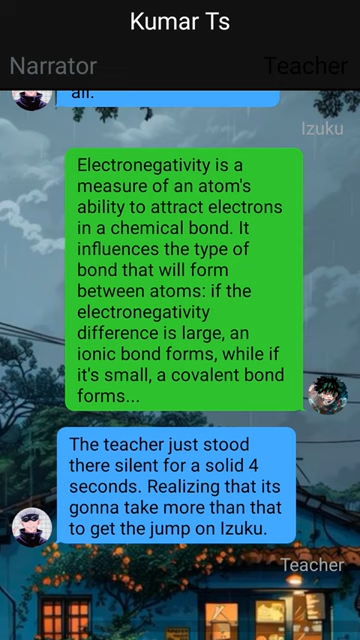 Kumar Ts
Narrator
Teacher
all.
Izuku
Electronegativity is a
measure of an atom's
ability to attract electrons
in a chemical bond. It
influences the type of
bond that will form
between atoms: if the
electronegativity
difference is large, an
ionic bond forms, while if
it's small, a covalent bond
forms...
The teacher just stood
there silent for a solid 4
seconds. Realizing that its
gonna take more than that
to get the jump on Izuku.
Teacher